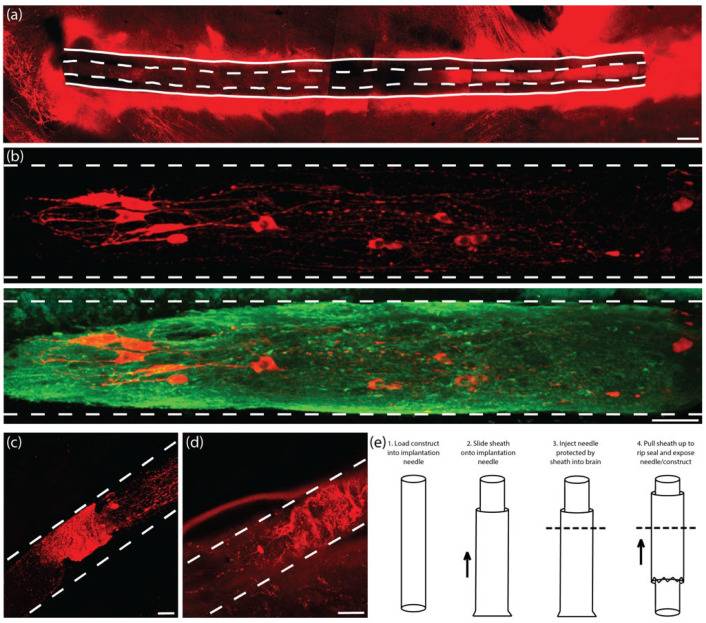 (a)
(b)
(c)
(d)
(e)
1. Load construct
into implantation
needle
2. Slide sheath
onto implantation
needle
3. Inject needle
protected by
sheath into brain
4. Pull sheath up to
rip seal and expose
needle/construct